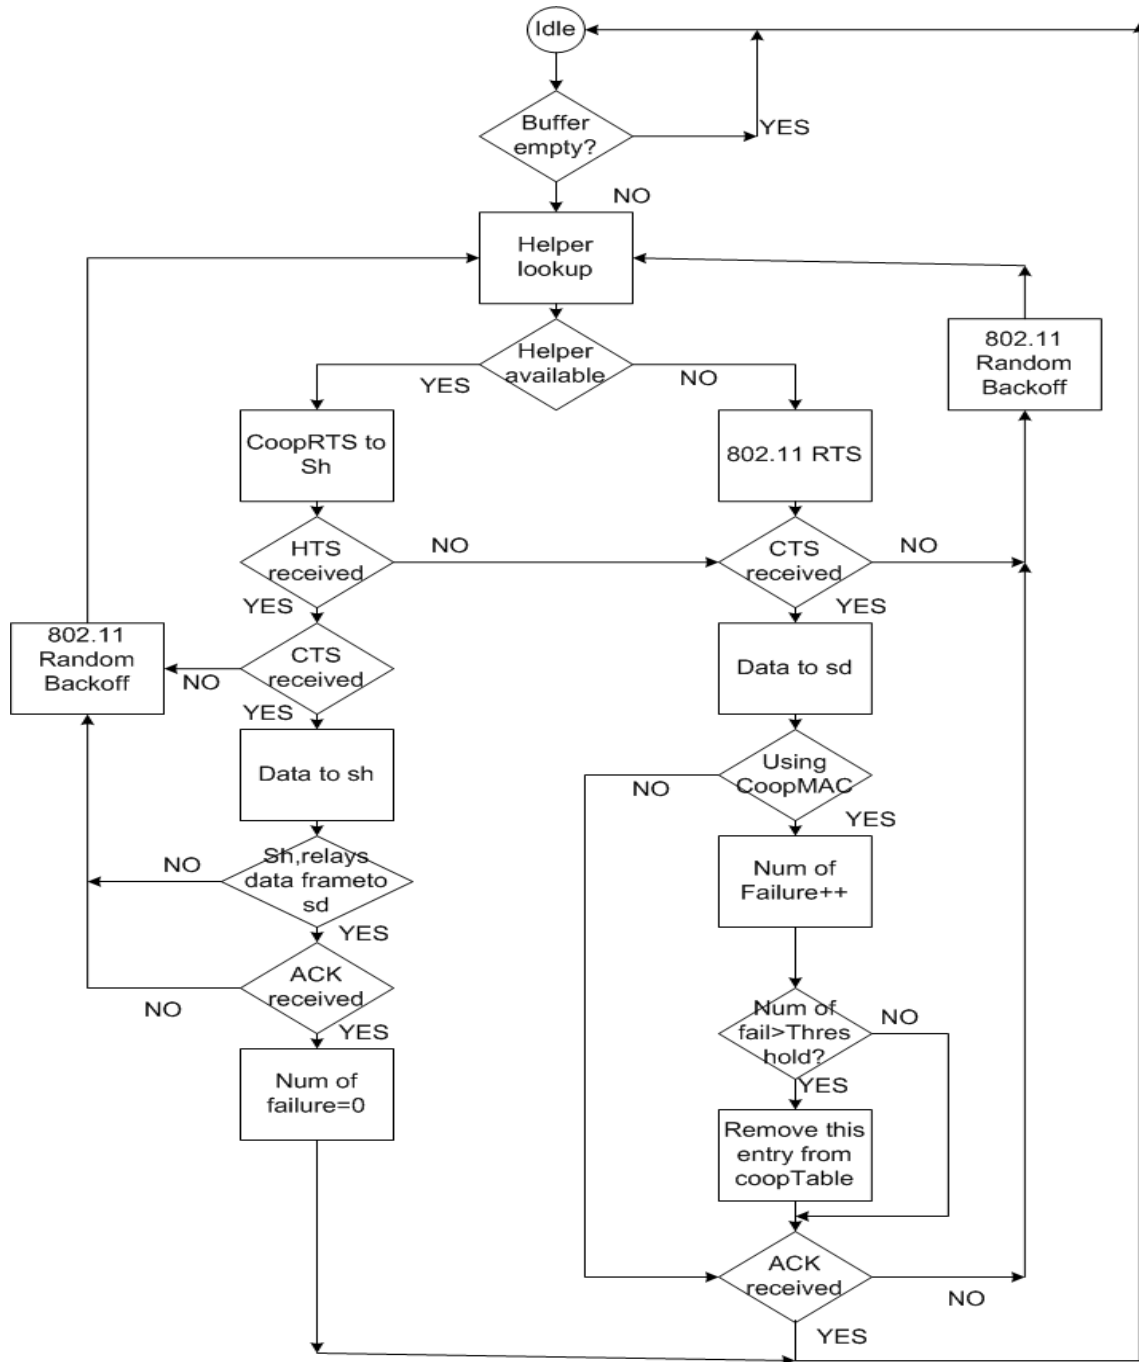 Idle
Buffer
empty?
YES
NO
Helper
lookup
Helper
available
YES
NO
802.11
Random
Backoff
CoopRTS to
Sh
802.11 RTS
HTS
received
NO
YES
CTS
received
NO
YES
802.11
Random
Backoff
CTS
received
NO
YES
Data to sd
Data to sh
Using
CoopMAC
NO
YES
Sh,relays
data frameto
sd
NO
YES
Num of
Failure++
ACK
received
NO
YES
Num of
fail>Thres
hold?
NO
YES
Num of
failure=0
Remove this
entry from
coopTable
ACK
received
NO
YES